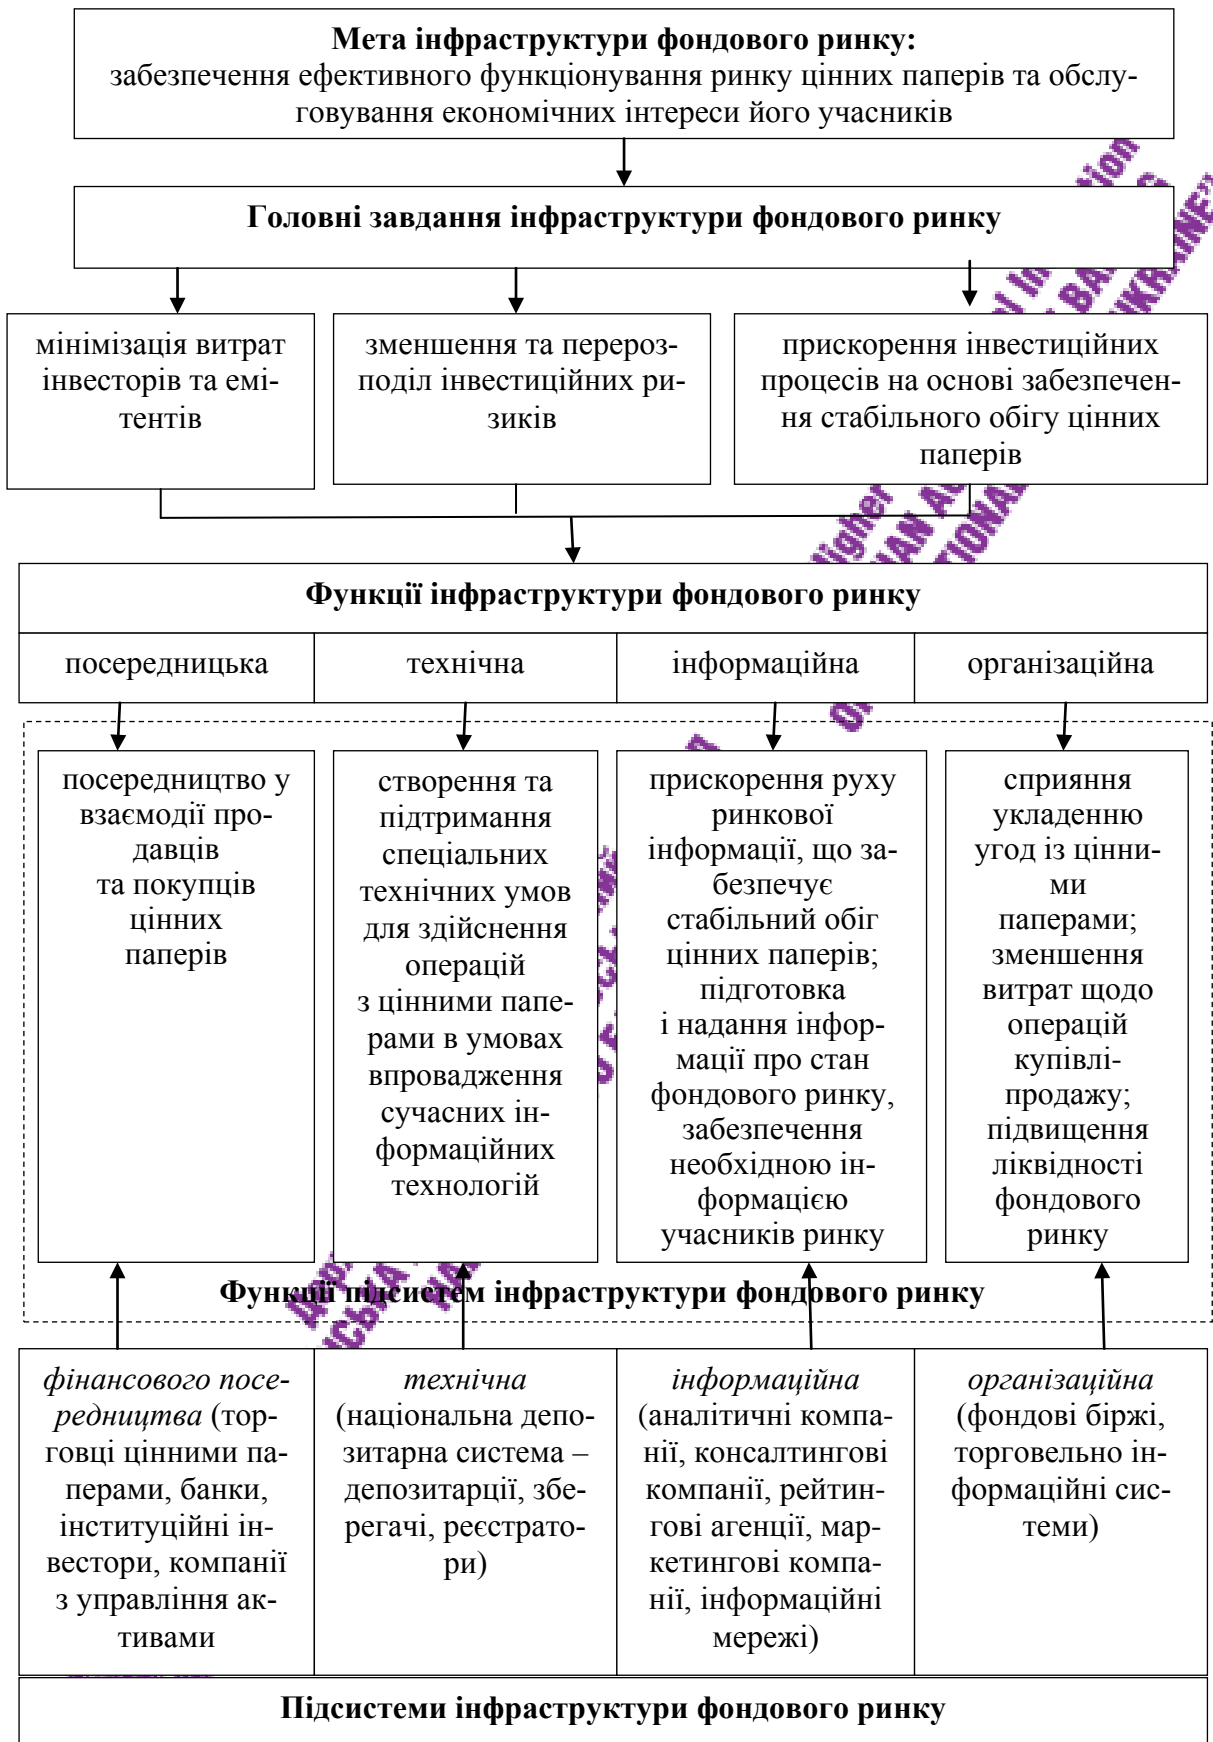 Мета інфраструктури фондового ринку:
забезпечення ефективного функціонування ринку цінних паперів та обслу-
говування економічних інтереси його учасників
Головні завдання інфраструктури фондового ринку
мінімізація витрат
інвесторів та емі-
тентів
зменшення та перероз-
поділ інвестиційних ри-
зиків
прискорення інвестиційних
процесів на основі забезпечен-
ня стабільного обігу цінних
паперів
Функції інфраструктури фондового ринку
посередницька
технічна
інформаційна
організаційна
посередництво у
взаємодії про-
давців
та покупців
цінних
паперів
створення та
підтримання
спеціальних
технічних умов
для здійснення
операцій
з цінними папе-
рами в умовах
впровадження
сучасних ін-
формаційних
технологій
прискорення руху
ринкової
інформації, що за-
безпечує
стабільний обіг
цінних паперів;
підготовка
і надання інфор-
мації про стан
фондового ринку,
забезпечення
необхідною ін-
формацією
учасників ринку
сприяння
укладенню
угод із цінни-
ми
паперами;
зменшення
витрат щодо
операцій
купівлі-
продажу;
підвищення
ліквідності
фондового
ринку
Функції підсистем інфраструктури фондового ринку
фінансового посе-
редництва (тор-
говці цінними па-
перами, банки,
інституційні ін-
вестори, компанії
з управління ак-
тивами
технічна
(національна депо-
зитарна система –
депозитарції, збе-
регачі, реєстрато-
ри)
інформаційна
(аналітичні компа-
нії, консалтингові
компанії, рейтин-
гові агенції, мар-
кетингові компа-
нії, інформаційні
мережі)
організаційна
(фондові біржі,
торговельно ін-
формаційні сис-
теми)
Підсистеми інфраструктури фондового ринку